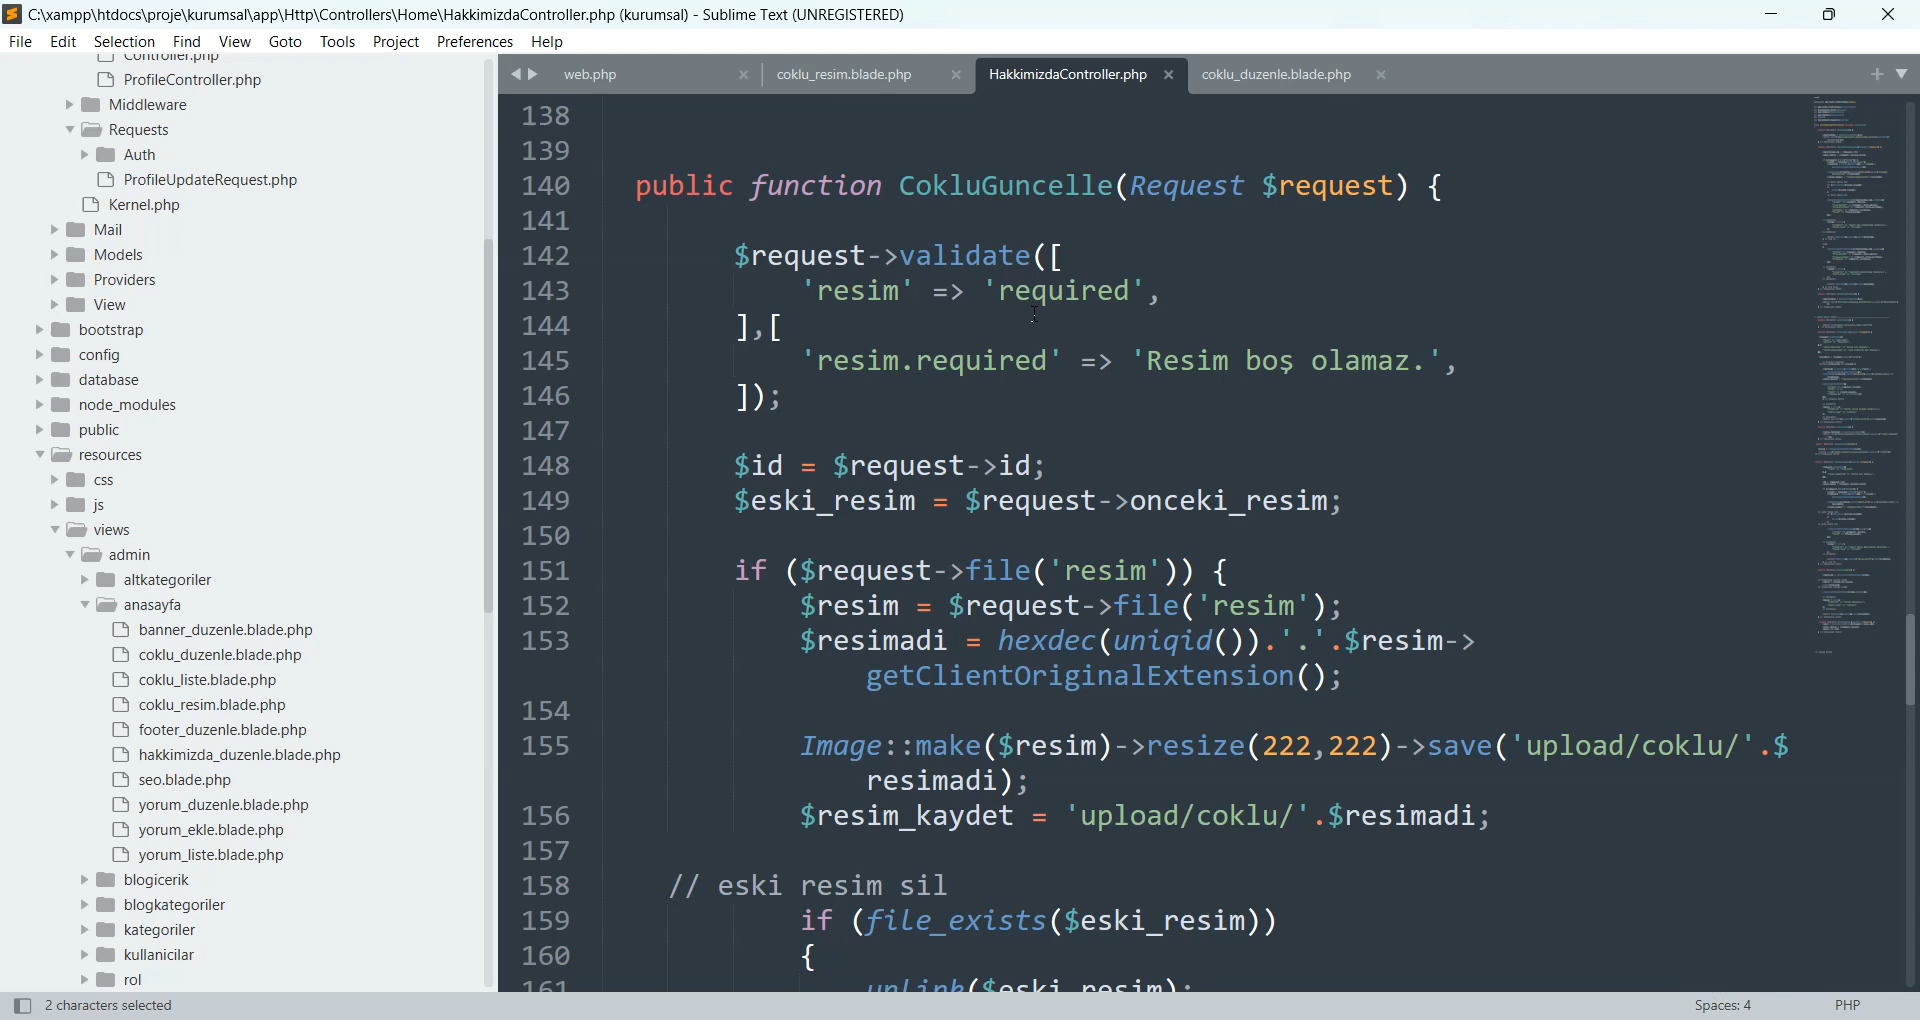 C:\xampp\htdocs\proje\kurumsal\app\Http\Controllers\Home\HakkimizdaController.php (kurumsal) - Sublime Text (UNREGISTERED)
File Edit Selection Find View Goto Tools Project Preferences Help
Controller.php
ProfileController.php
Middleware
Requests
Auth
ProfileUpdateRequest.php
Kernel.php
Mail
Models
Providers
View
bootstrap
config
database
node_modules
public
resources
css
js
views
admin
altkategoriler
anasayfa
banner_duzenle.blade.php
coklu_duzenle.blade.php
coklu_liste.blade.php
coklu_resim.blade.php
footer_duzenle.blade.php
hakkimizda_duzenle.blade.php
seo.blade.php
yorum_duzenle.blade.php
yorum_ekle.blade.php
yorum_liste.blade.php
blogicerik
blogkategoriler
kategoriler
kullanicilar
rol
web.php coklu_resim.blade.php HakkimizdaController.php coklu_duzenle.blade.php
138
139
140 public function CokluGuncelle(Request $request) {
141
142 $request->validate([
143 'resim' => 'required',
144 ],[
145 'resim.required' => 'Resim boş olamaz.',
146 ]);
147
148 $id = $request->id;
149 $eski_resim = $request->onceki_resim;
150
151 if ($request->file('resim')) {
152 $resim = $request->file('resim');
153 $resimadi = hexdec(uniqid()).'.'.$resim->
getClientOriginalExtension();
154
155 Image::make($resim)->resize(222,222)->save('upload/coklu/'.$
resimadi);
156 $resim_kaydet = 'upload/coklu/'.$resimadi;
157
158 // eski resim sil
159 if (file_exists($eski_resim))
160 {
161 unlink($eski_resim);
2 characters selected Spaces: 4 PHP